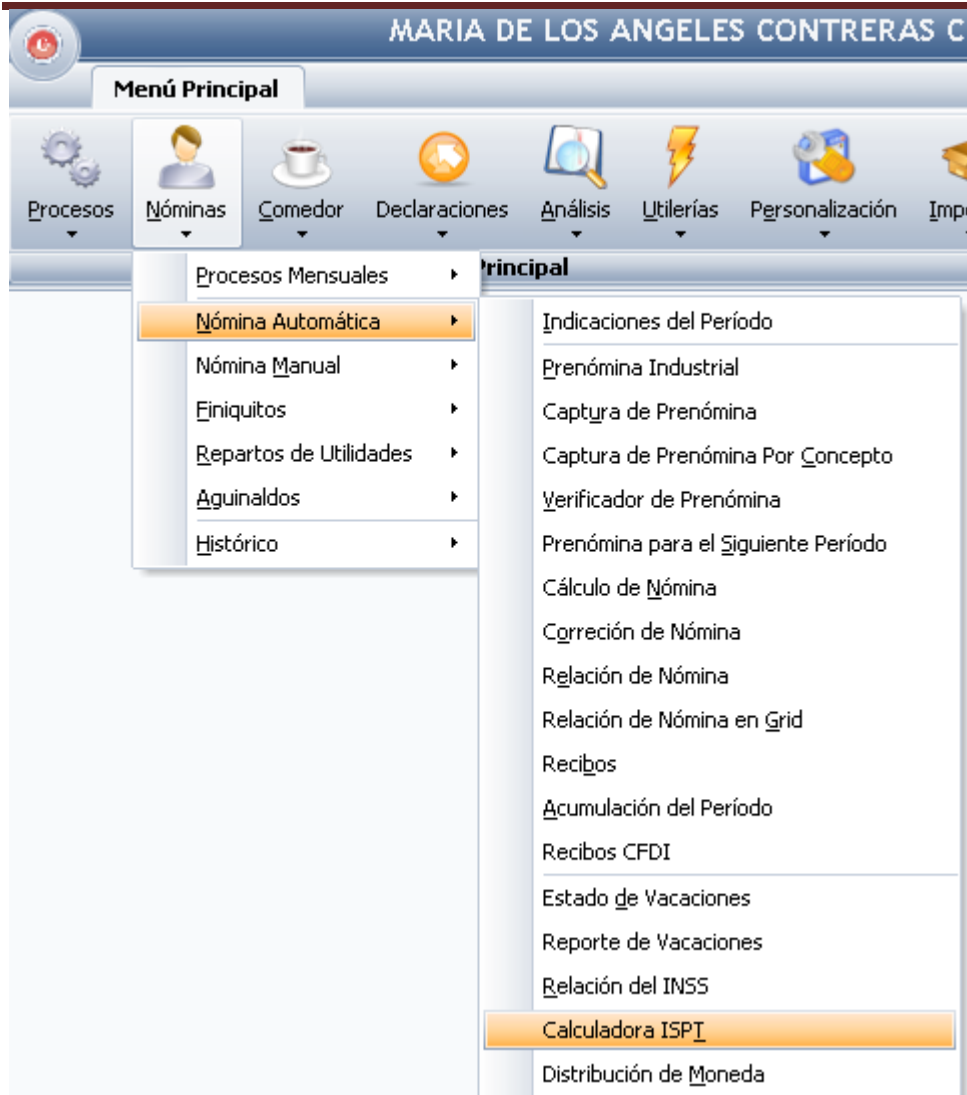 MARIA DE LOS ANGELES CONTRERAS C
Menú Principal
Procesos Nóminas Comedor Declaraciones Análisis Utilerías Personalización Imp
Principal
Procesos Mensuales
Nómina Automática
Nómina Manual
Finiquitos
Repartos de Utilidades
Aguinaldos
Histórico
Indicaciones del Período
Prenómina Industrial
Captura de Prenómina
Captura de Prenómina Por Concepto
Verificador de Prenómina
Prenómina para el Siguiente Período
Cálculo de Nómina
Correción de Nómina
Relación de Nómina
Relación de Nómina en Grid
Recibos
Acumulación del Período
Recibos CFDI
Estado de Vacaciones
Reporte de Vacaciones
Relación del INSS
Calculadora ISPT
Distribución de Moneda